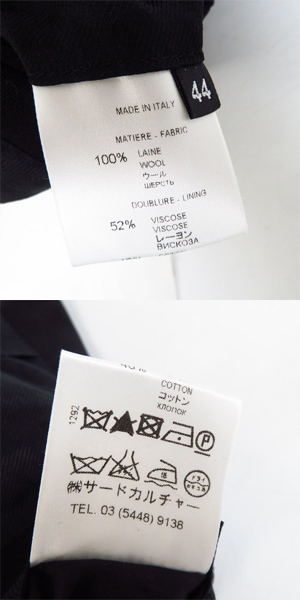 44
MADE IN ITALY
MATIERE - FABRIC
100% LAINE
WOOL
ウール
ШЕРСТЬ
DOUBLURE - LINING
52% VISCOSE
VISCOSE
レーヨン
ВИСКОЗА
COTTON
コットン
ХЛОПОК
1292
P
㈱サードカルチャー
TEL. 03 (5448) 9138